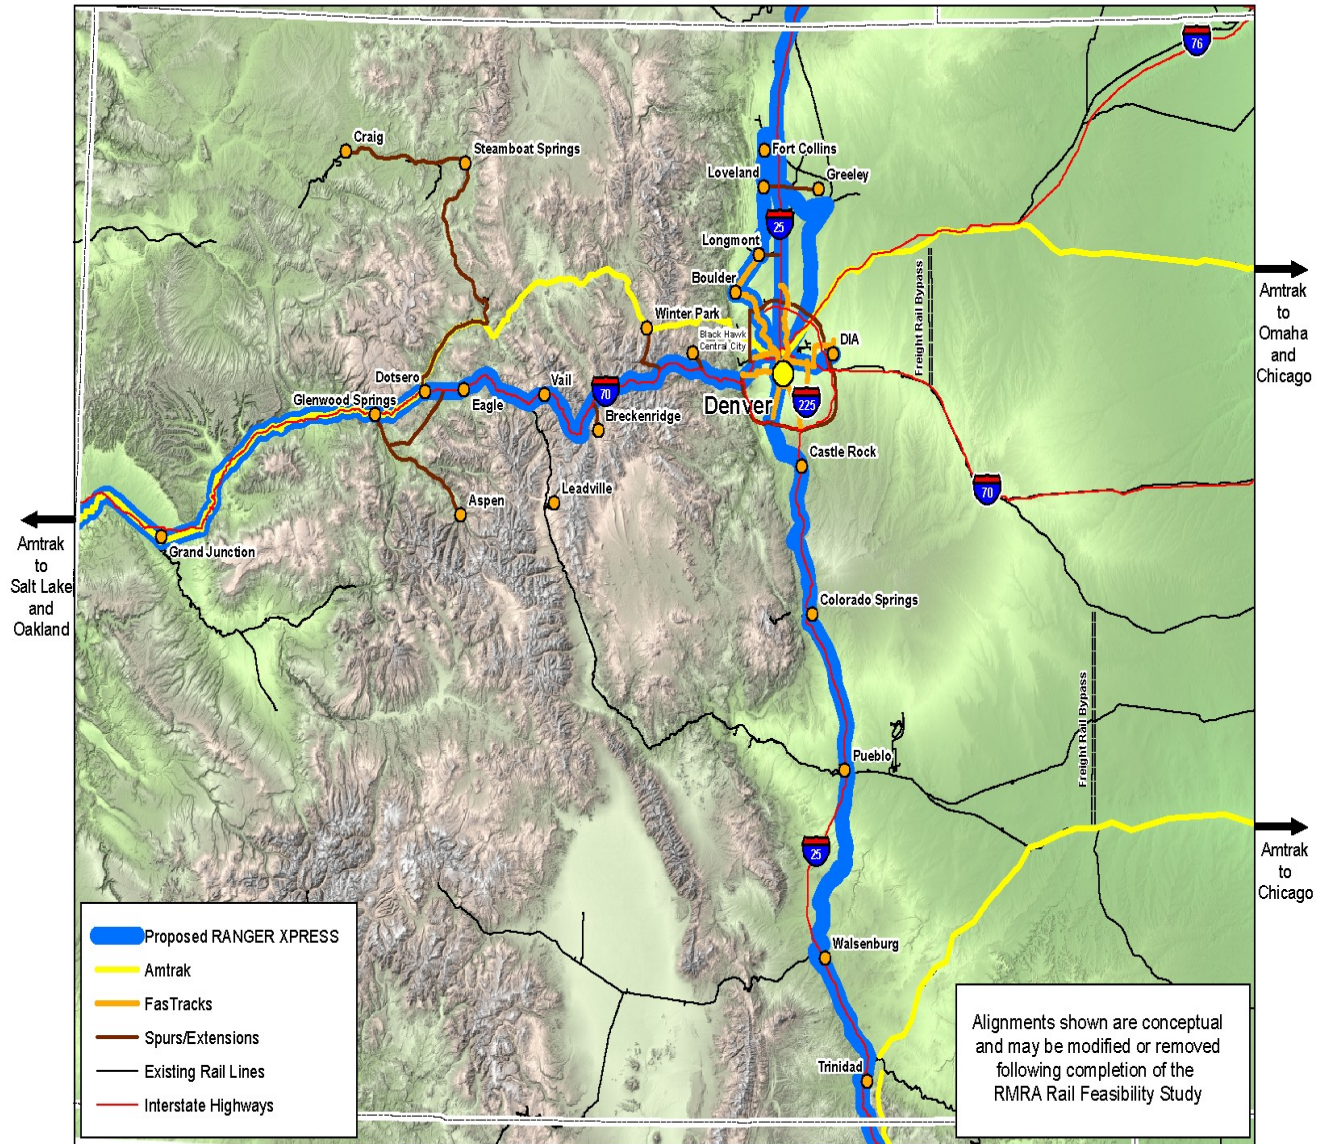 76
Craig
Steamboat Springs
Fort Collins
Loveland
Greeley
25
Longmont
Boulder
Amtrak
to
Omaha
and
Chicago
Freight Rail Bypass
Winter Park
Black Hawk
Central City
DIA
Dotsero
Vail
70
Eagle
Glenwood Springs
Denver
225
Breckenridge
Castle Rock
Aspen
Leadville
70
Amtrak
to
Salt Lake
and
Oakland
Grand Junction
Colorado Springs
Freight Rail Bypass
Pueblo
25
Amtrak
to
Chicago
Walsenburg
Trinidad
Proposed RANGER XPRESS
Amtrak
FasTracks
Spurs/Extensions
Existing Rail Lines
Interstate Highways
Alignments shown are conceptual
and may be modified or removed
following completion of the
RMRA Rail Feasibility Study